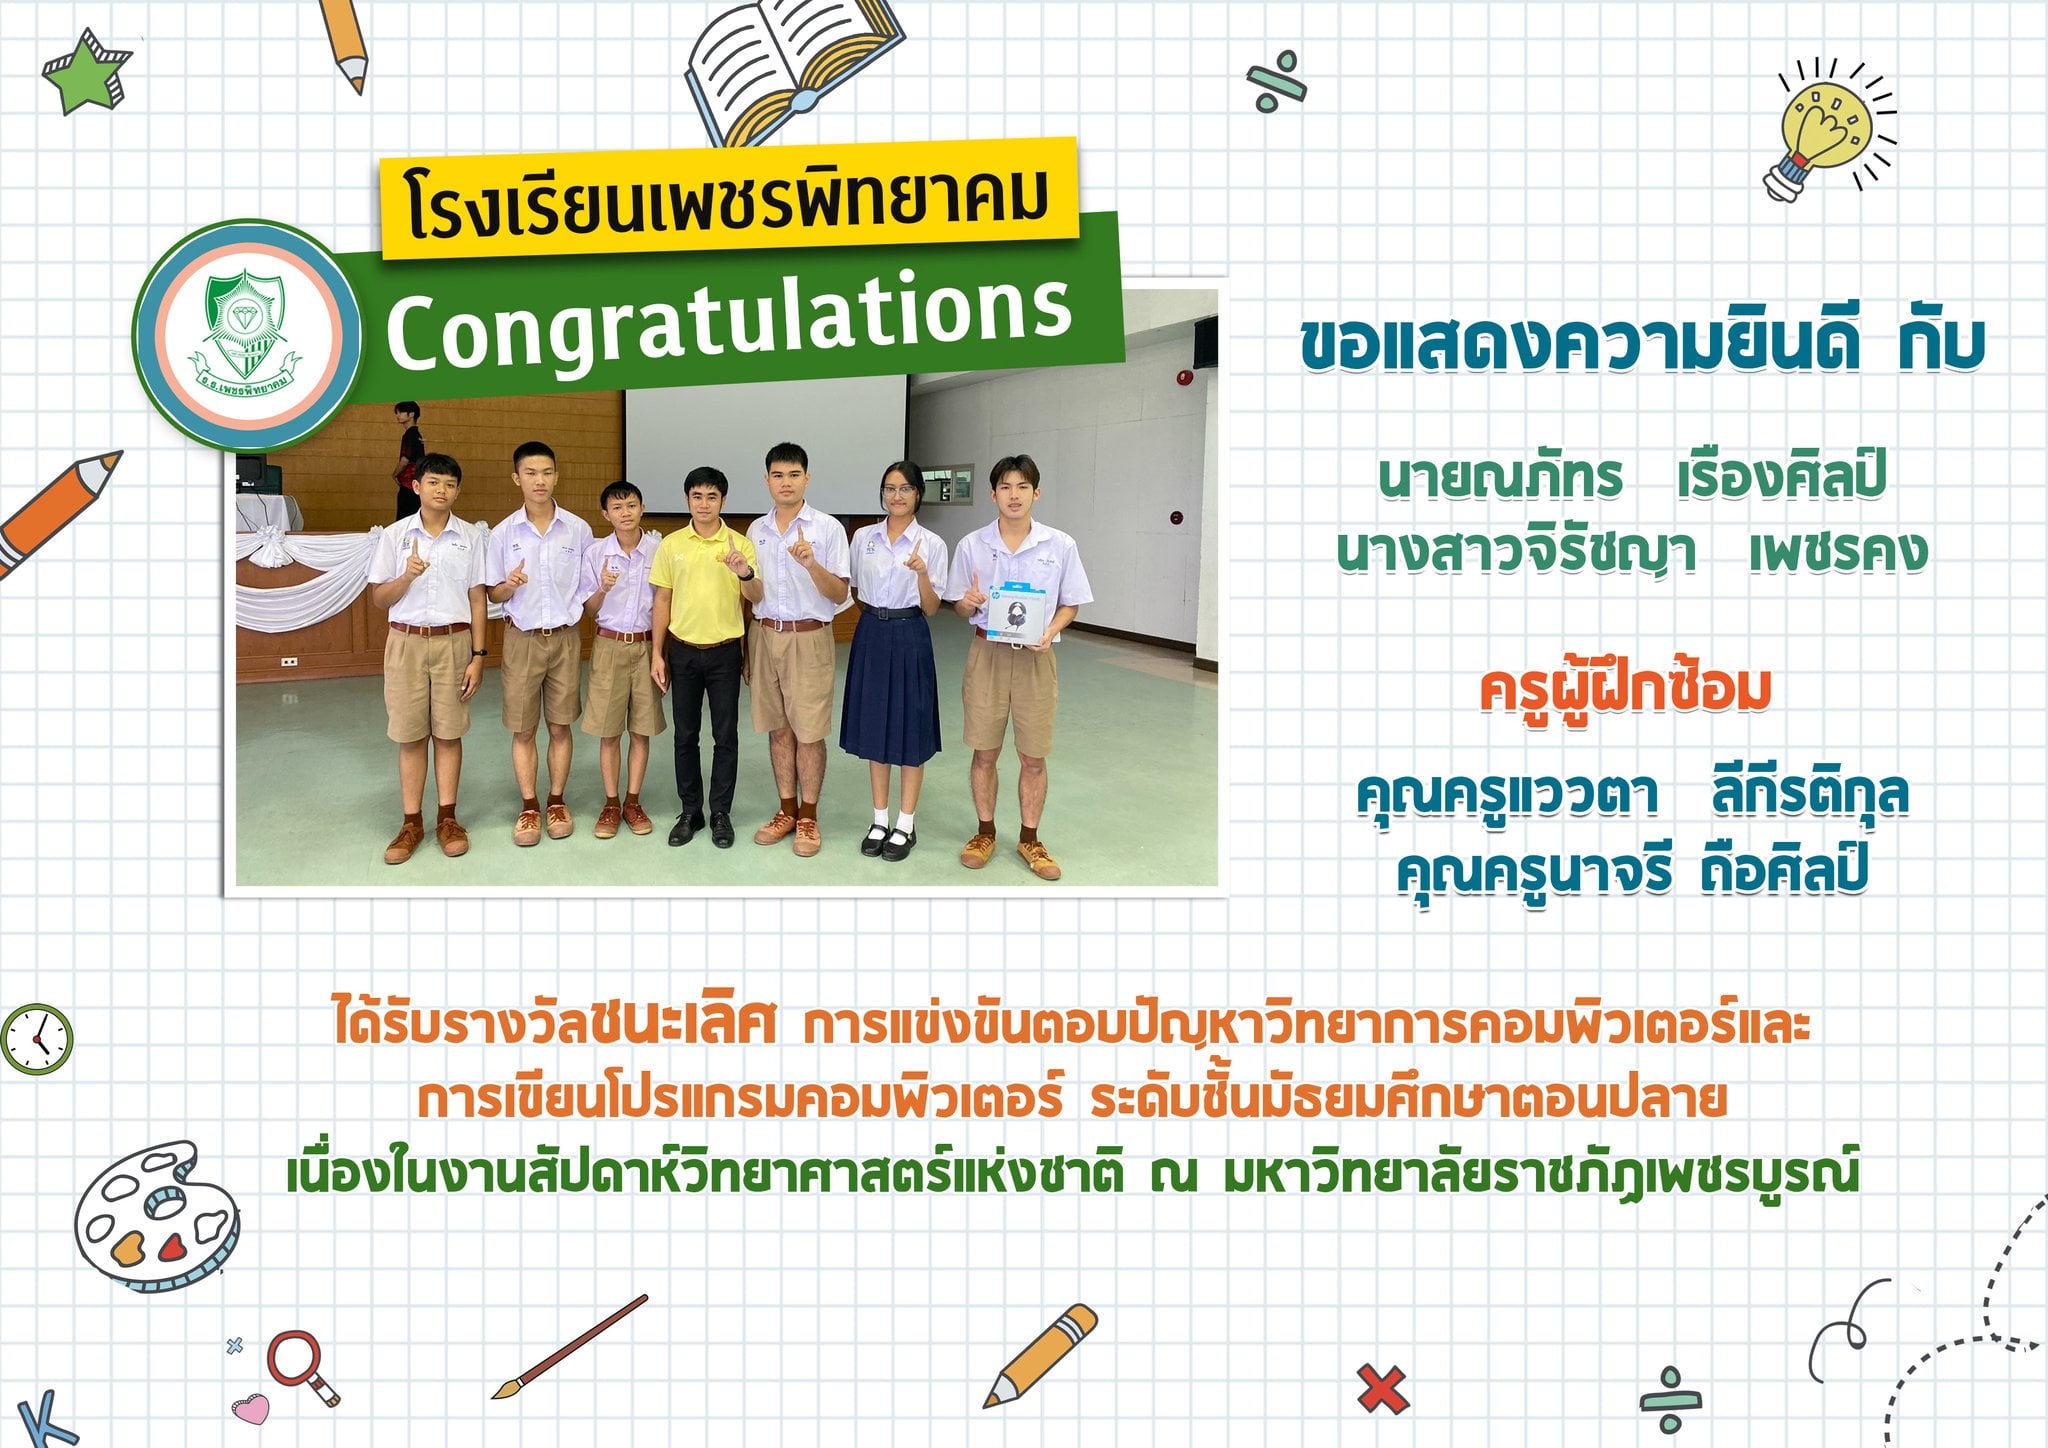 โรงเรียนเพชรพิทยาคม
Congratulations
ร.ร.เพชรพิทยาคม
ขอแสดงความยินดี กับ
นายณภัทร เรืองศิลป์
นางสาวจิรัชญา เพชรคง
ครูผู้ฝึกซ้อม
คุณครูแววตา ลีกีรติกุล
คุณครูนาจรี ถือศิลป์
ได้รับรางวัลชนะเลิศ การแข่งขันตอบปัญหาวิทยาการคอมพิวเตอร์และ
การเขียนโปรแกรมคอมพิวเตอร์ ระดับชั้นมัธยมศึกษาตอนปลาย
เนื่องในงานสัปดาห์วิทยาศาสตร์แห่งชาติ ณ มหาวิทยาลัยราชภัฏเพชรบูรณ์
K